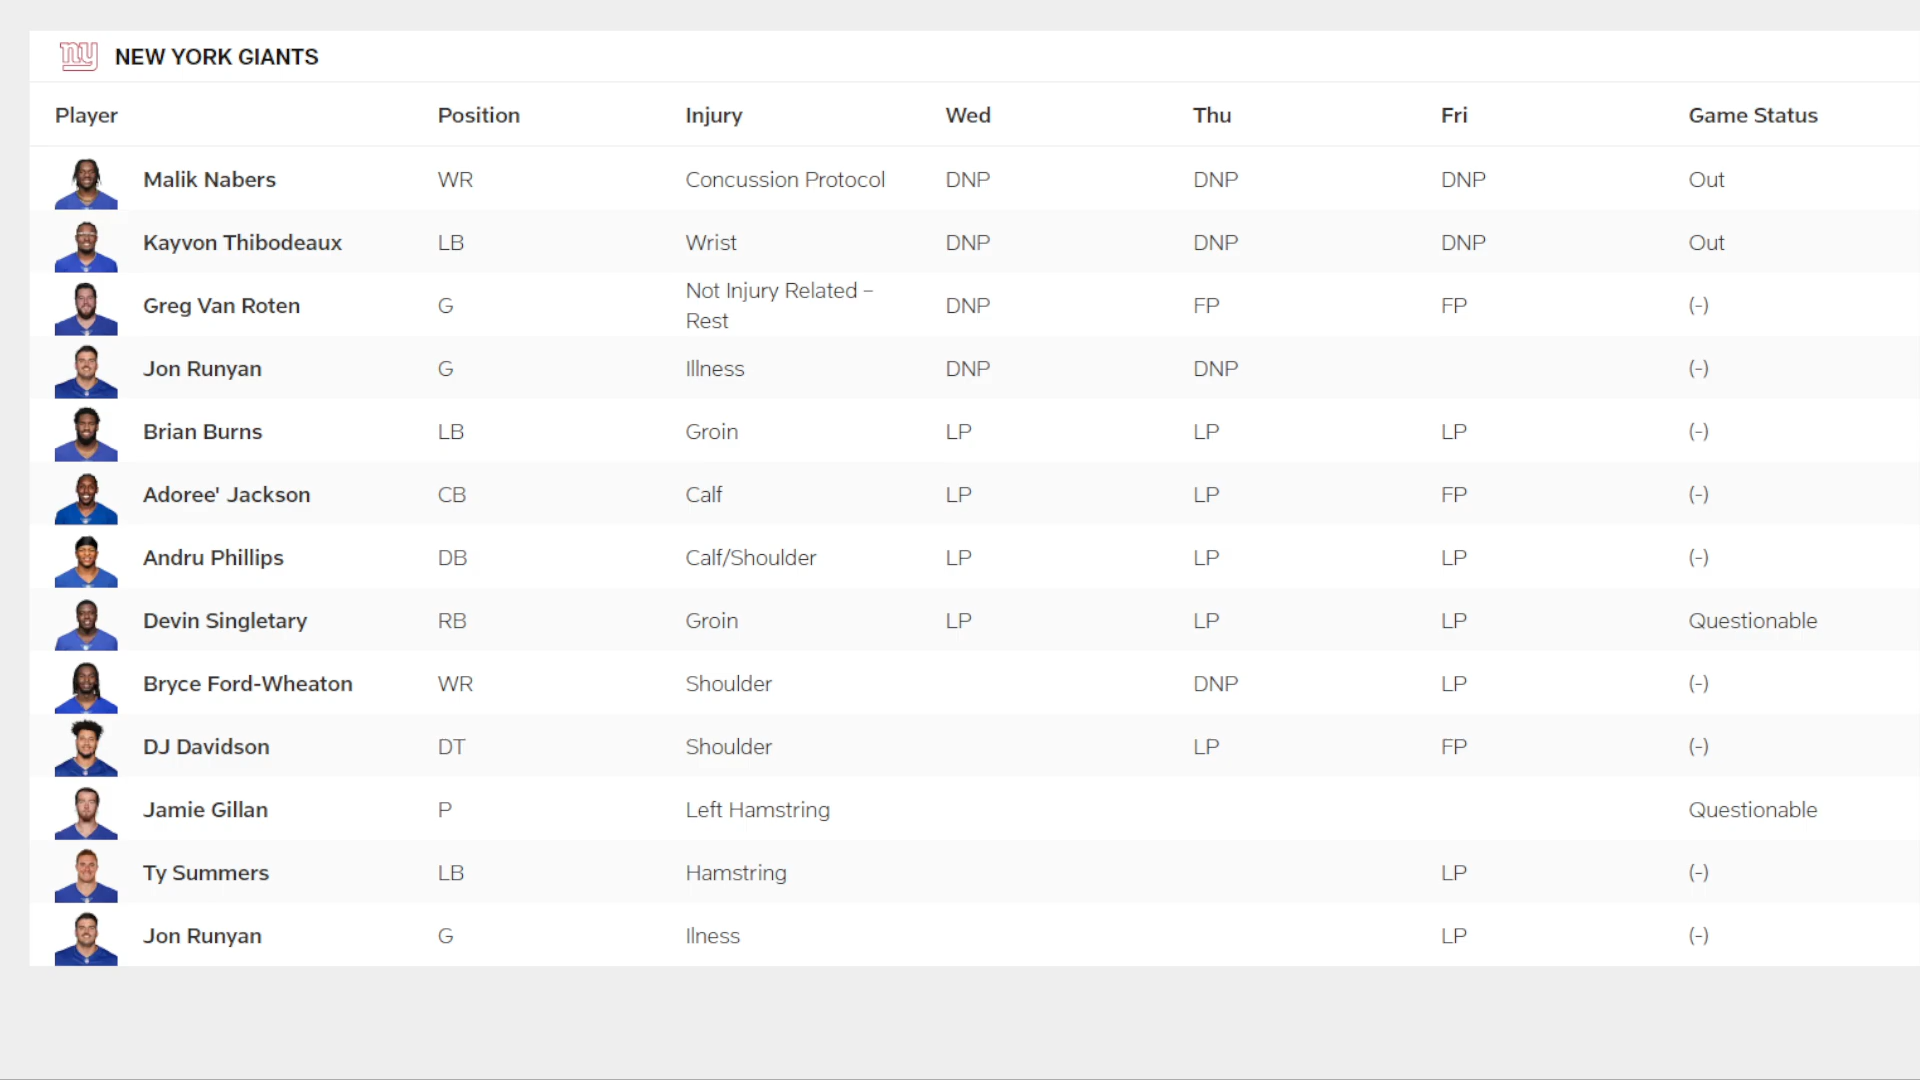 ny NEW YORK GIANTS
Player Position Injury Wed Thu Fri Game Status
Malik Nabers WR Concussion Protocol DNP DNP DNP Out
Kayvon Thibodeaux LB Wrist DNP DNP DNP Out
Greg Van Roten G Not Injury Related – DNP FP FP (-)
Rest
Jon Runyan G Illness DNP DNP (-)
Brian Burns LB Groin LP LP LP (-)
Adoree' Jackson CB Calf LP LP FP (-)
Andru Phillips DB Calf/Shoulder LP LP LP (-)
Devin Singletary RB Groin LP LP LP Questionable
Bryce Ford-Wheaton WR Shoulder DNP LP (-)
DJ Davidson DT Shoulder LP FP (-)
Jamie Gillan P Left Hamstring Questionable
Ty Summers LB Hamstring LP (-)
Jon Runyan G Ilness LP (-)